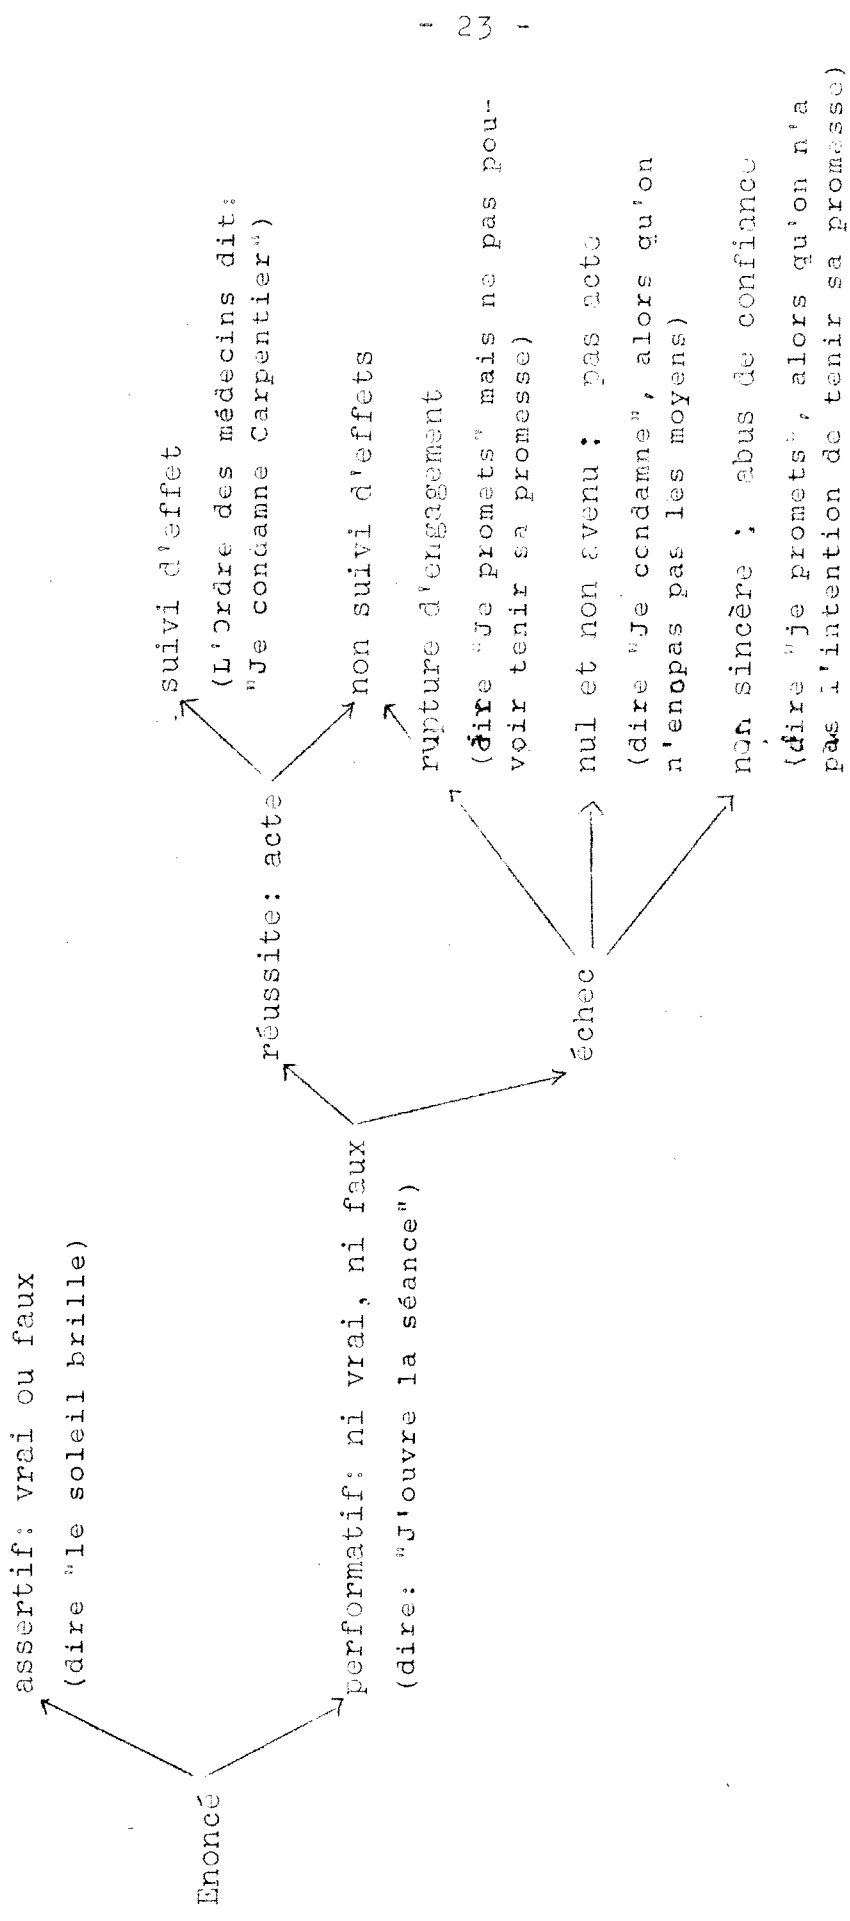 - 23 -
Enoncé
assertif: vrai ou faux
(dire "le soleil brille)
performatif: ni vrai, ni faux
(dire: "J'ouvre la séance")
réussite: acte
échec
suivi d'effet
(L'Ordre des médecins dit:
"Je condamne Carpentier")
non suivi d'effets
rupture d'engagement
(dire "Je promets" mais ne pas pou-
voir tenir sa promesse)
nul et non avenu : pas acte
(dire "Je condamne", alors qu'on
n'enopas pas les moyens)
non sincère ; abus de confiance
(dire "je promets", alors qu'on n'a
pas l'intention de tenir sa promesse)